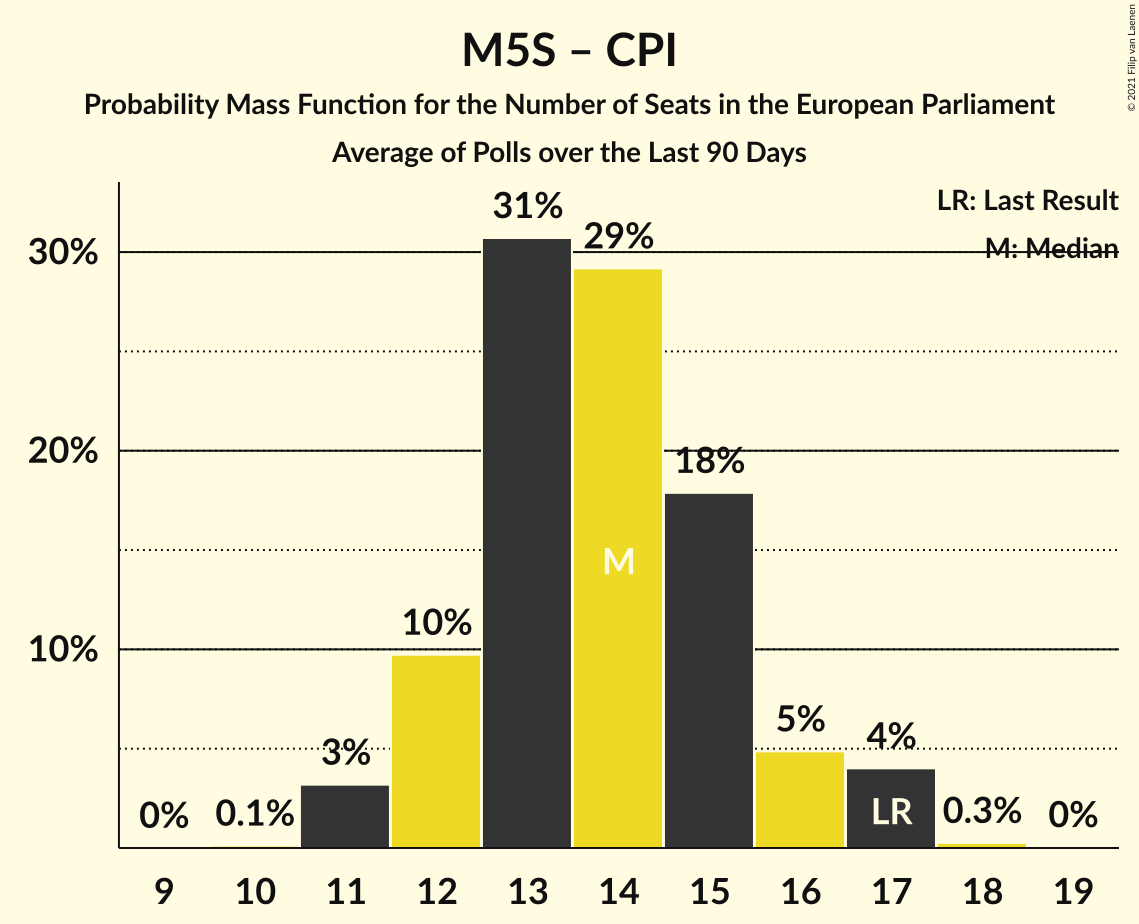 M5S – CPI
Probability Mass Function for the Number of Seats in the European Parliament
Average of Polls over the Last 90 Days
© 2021 Filip van Laenen
LR: Last Result
M: Median
30%
20%
10%
0%
0.1%
3%
10%
31%
29%
18%
5%
4%
0.3%
0%
M
LR
9 10 11 12 13 14 15 16 17 18 19